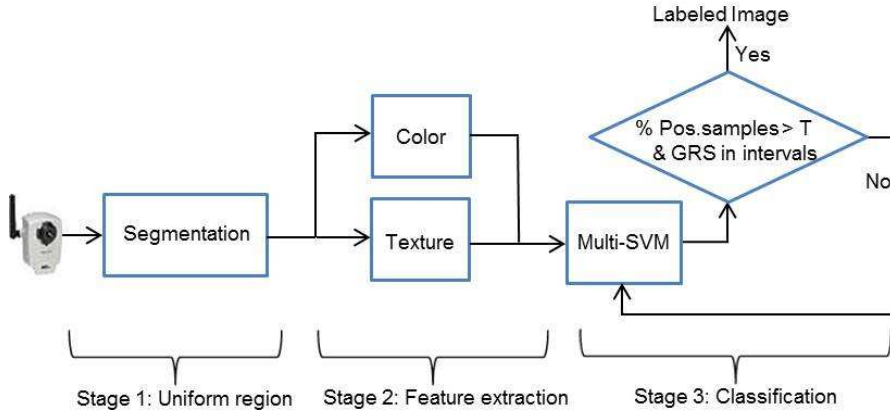 Labeled Image
Yes
% Pos.samples > T
& GRS in intervals
No
Color
Segmentation
Texture
Multi-SVM
Stage 1: Uniform region
Stage 2: Feature extraction
Stage 3: Classification